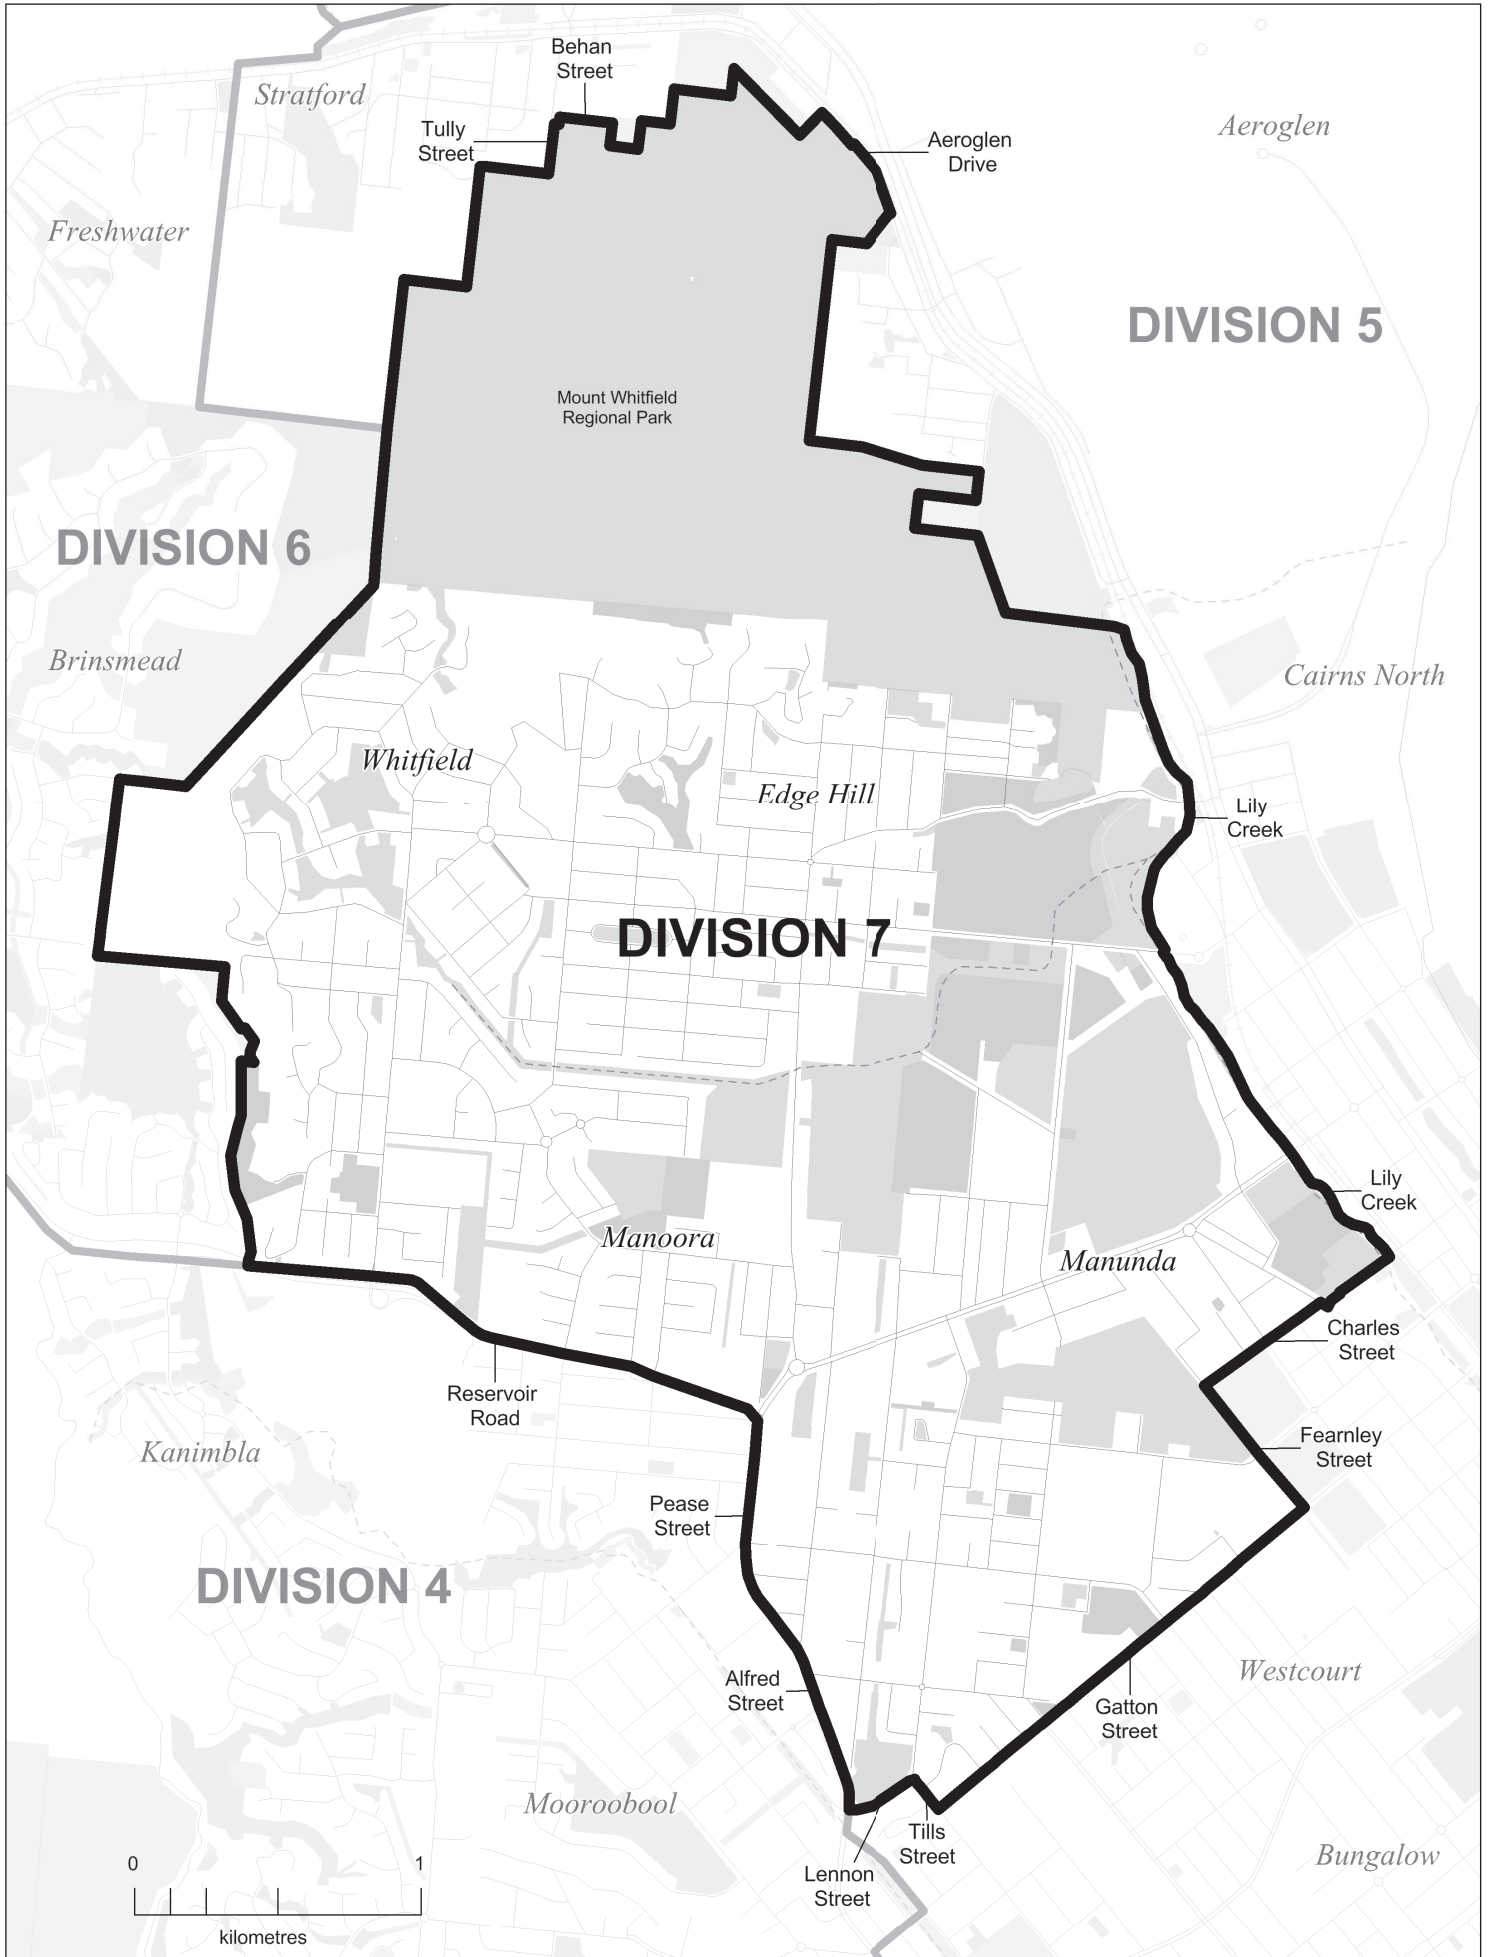 Behan
Street
Stratford
Tully
Street
Aeroglen
Aeroglen
Drive
Freshwater
DIVISION 5
Mount Whitfield
Regional Park
DIVISION 6
Brinsmead
Cairns North
Whitfield
Edge Hill
Lily
Creek
DIVISION 7
Lily
Creek
Manoora
Manunda
Charles
Street
Reservoir
Road
Fearnley
Street
Kanimbla
Pease
Street
DIVISION 4
Westcourt
Alfred
Street
Gatton
Street
Mooroobool
Tills
Street
Bungalow
Lennon
Street
0 1
kilometres